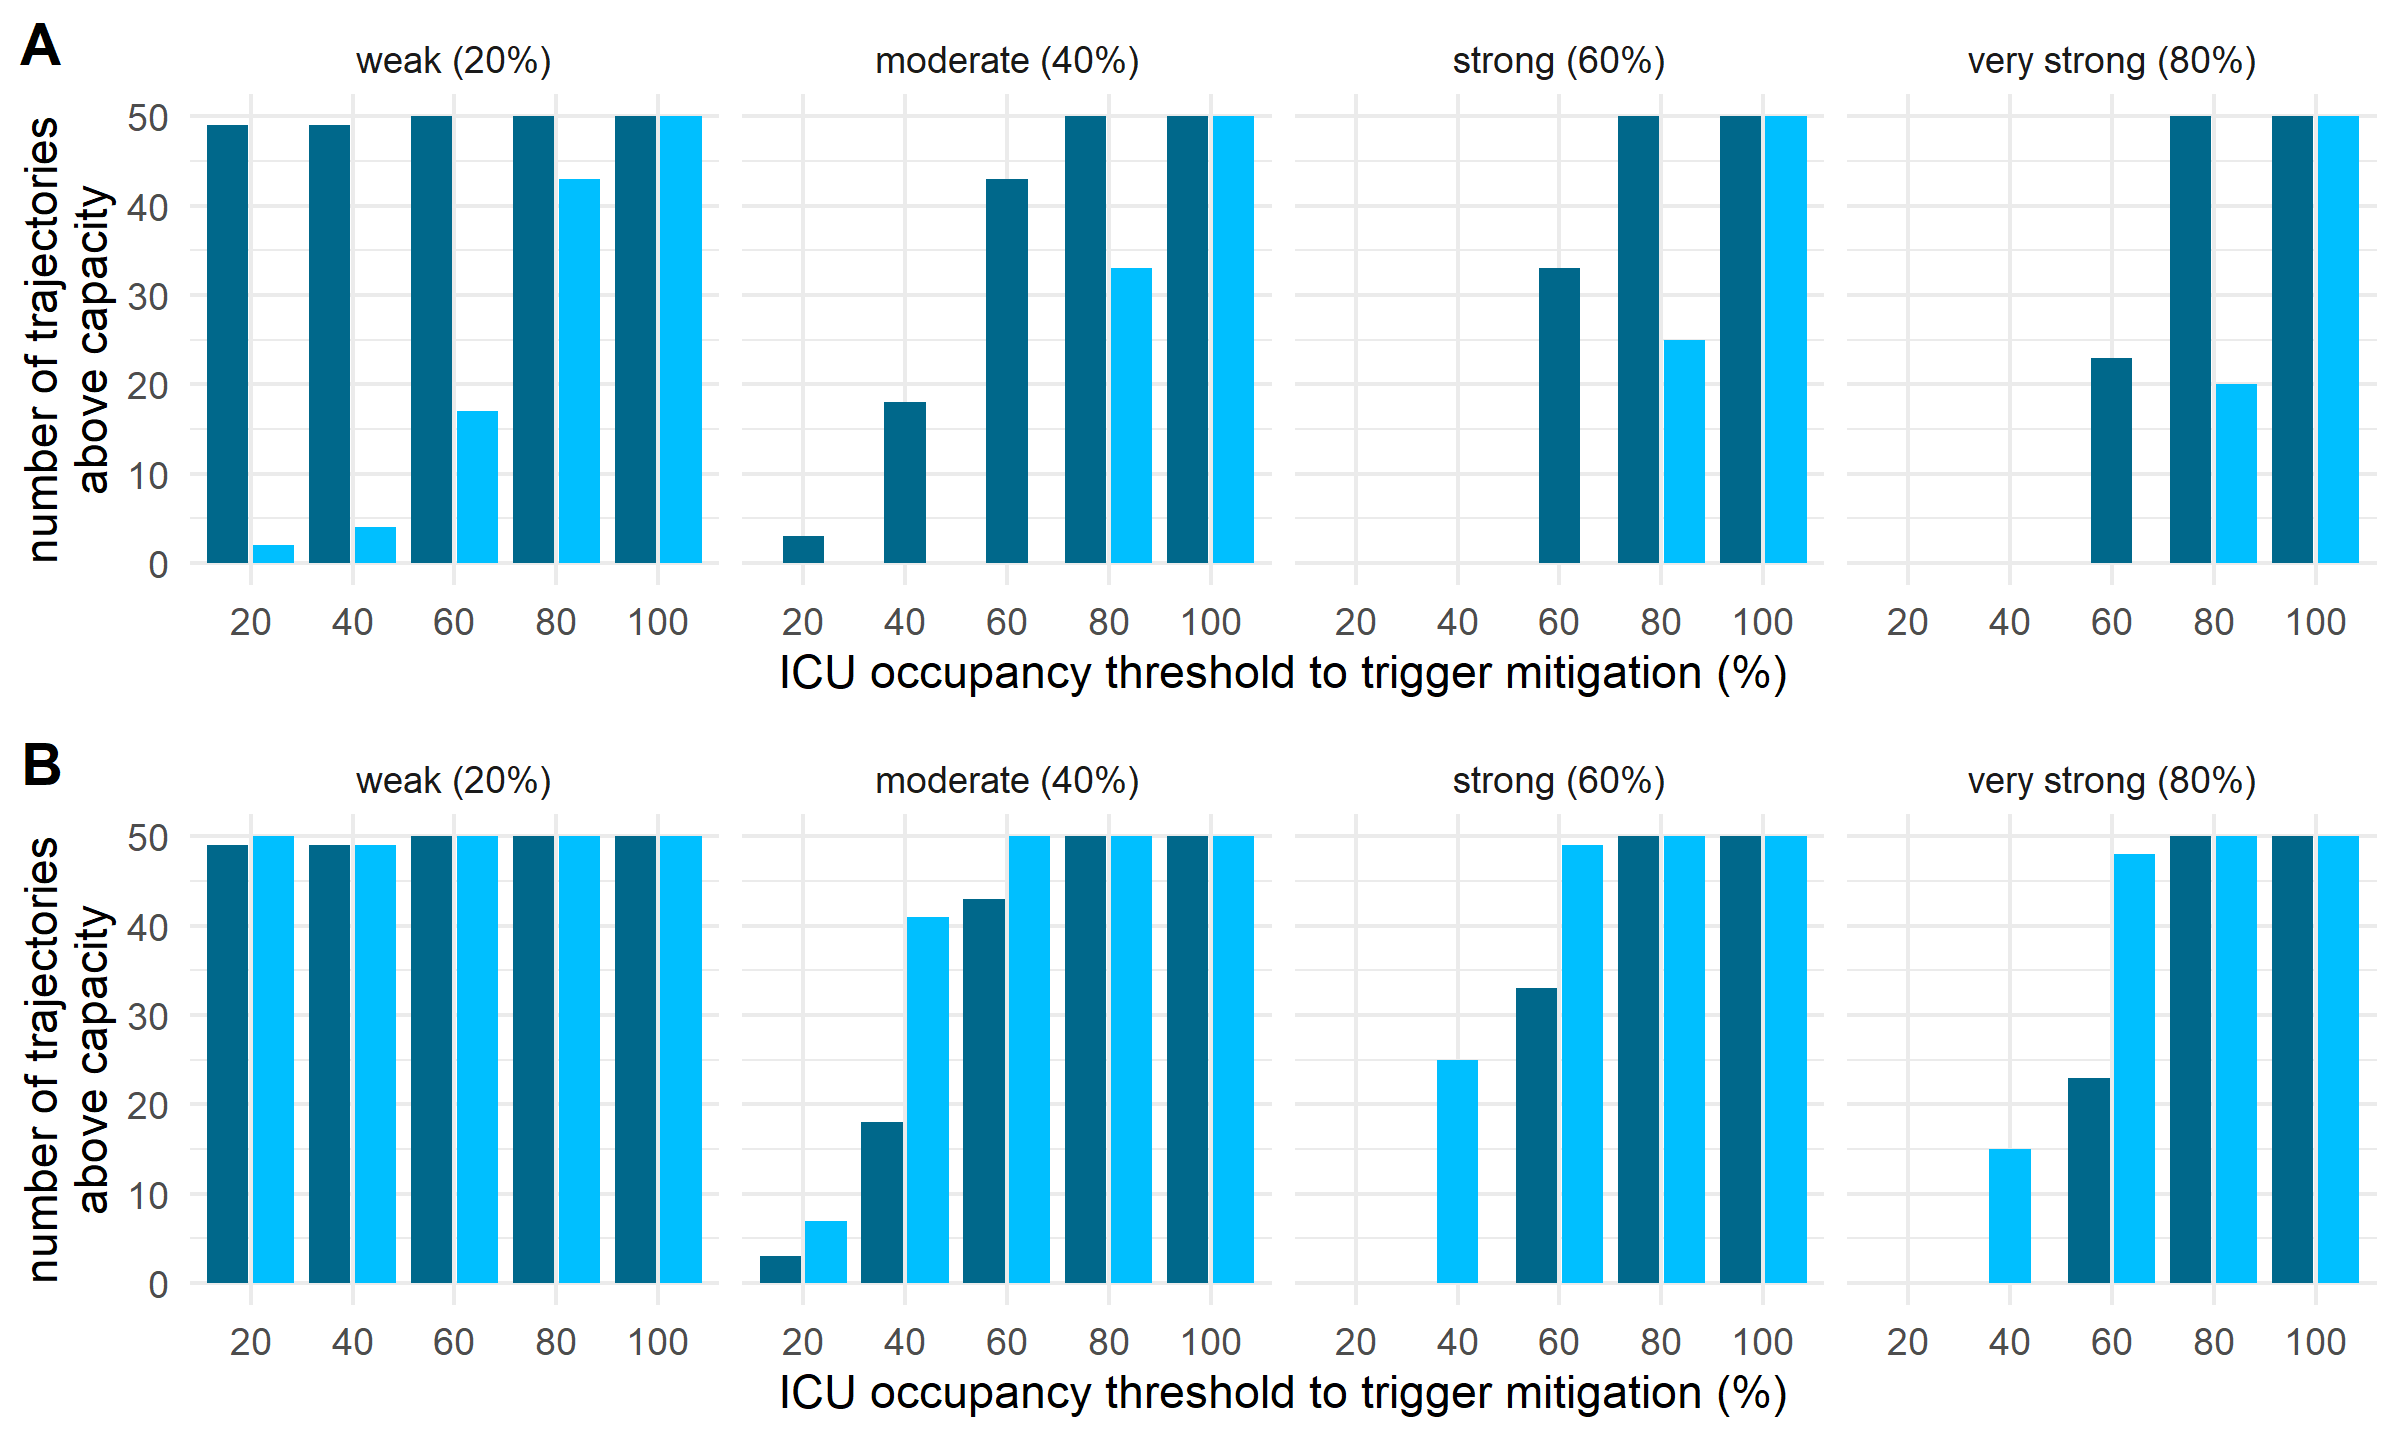 A
weak (20%) moderate (40%) strong (60%) very strong (80%)
number of trajectories
above capacity
50
40
30
20
10
0
20 40 60 80 100 20 40 60 80 100 20 40 60 80 100 20 40 60 80 100
ICU occupancy threshold to trigger mitigation (%)
B
weak (20%) moderate (40%) strong (60%) very strong (80%)
number of trajectories
above capacity
50
40
30
20
10
0
20 40 60 80 100 20 40 60 80 100 20 40 60 80 100 20 40 60 80 100
ICU occupancy threshold to trigger mitigation (%)